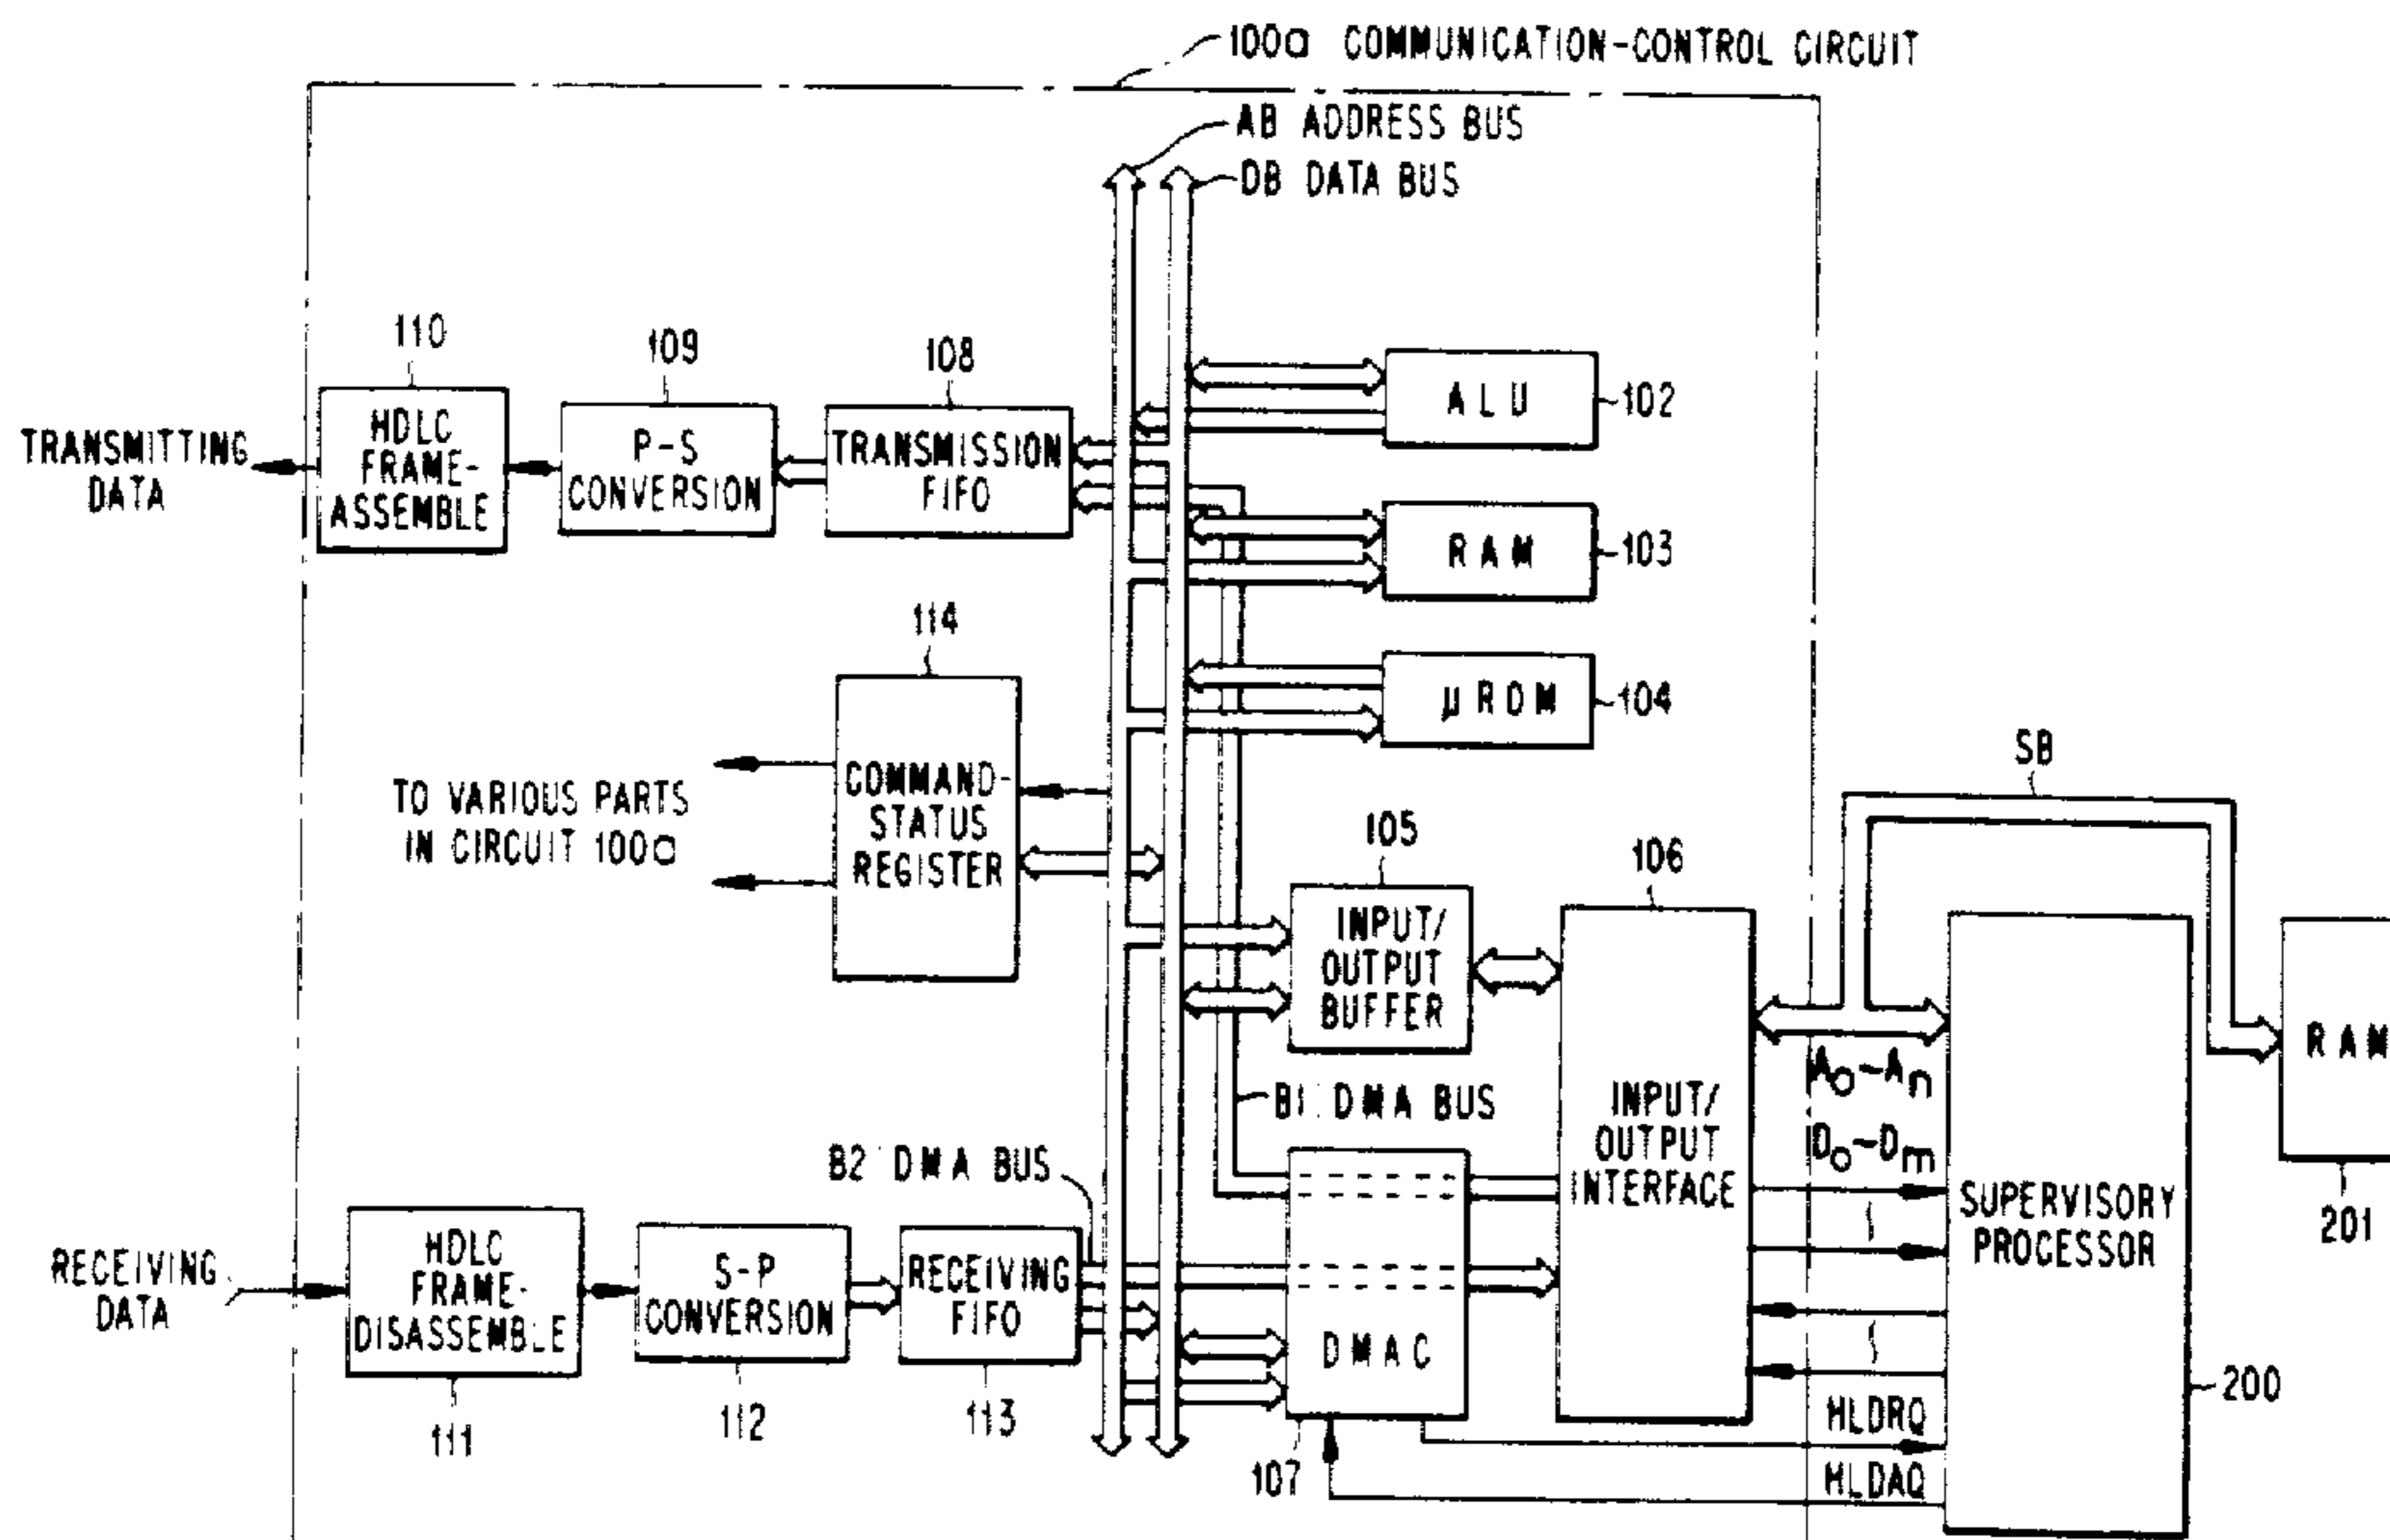 100a COMMUNICATION-CONTROL CIRCUIT
AB ADDRESS BUS
DB DATA BUS
110
109
108
HDLC
FRAME-
ASSEMBLE
P-S
CONVERSION
TRANSMISSION
FIFO
TRANSMITTING
DATA
ALU
102
RAM
103
μROM
104
114
COMMAND-
STATUS
REGISTER
TO VARIOUS PARTS
IN CIRCUIT 100a
SB
105
INPUT/
OUTPUT
BUFFER
106
INPUT/
OUTPUT
INTERFACE
A0-An
D0-Dm
RAM
201
SUPERVISORY
PROCESSOR
200
B1 DMA BUS
B2 DMA BUS
RECEIVING
DATA
HDLC
FRAME-
DISASSEMBLE
111
S-P
CONVERSION
112
RECEIVING
FIFO
113
DMAC
107
HLDRQ
HLDAQ